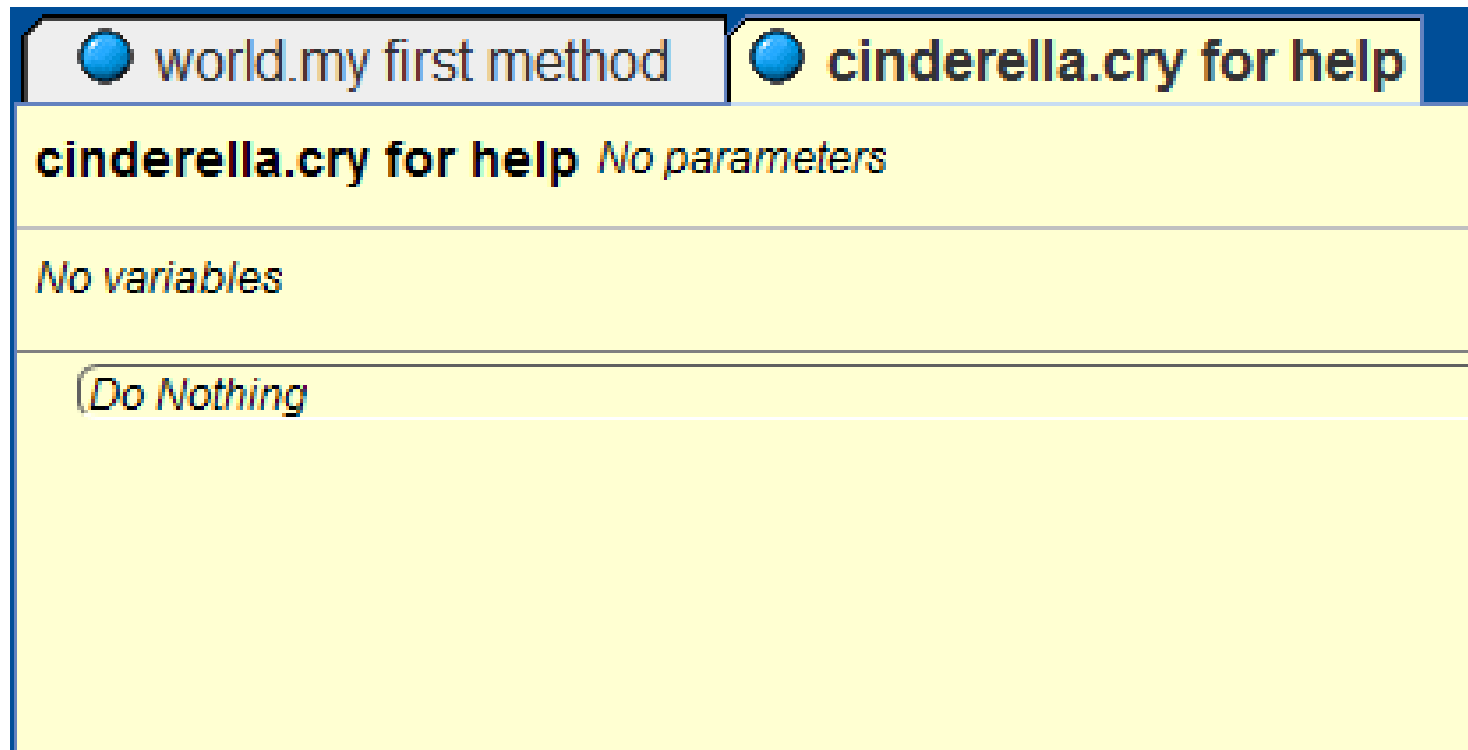 world.my first method
cinderella.cry for help
cinderella.cry for help No parameters
No variables
Do Nothing